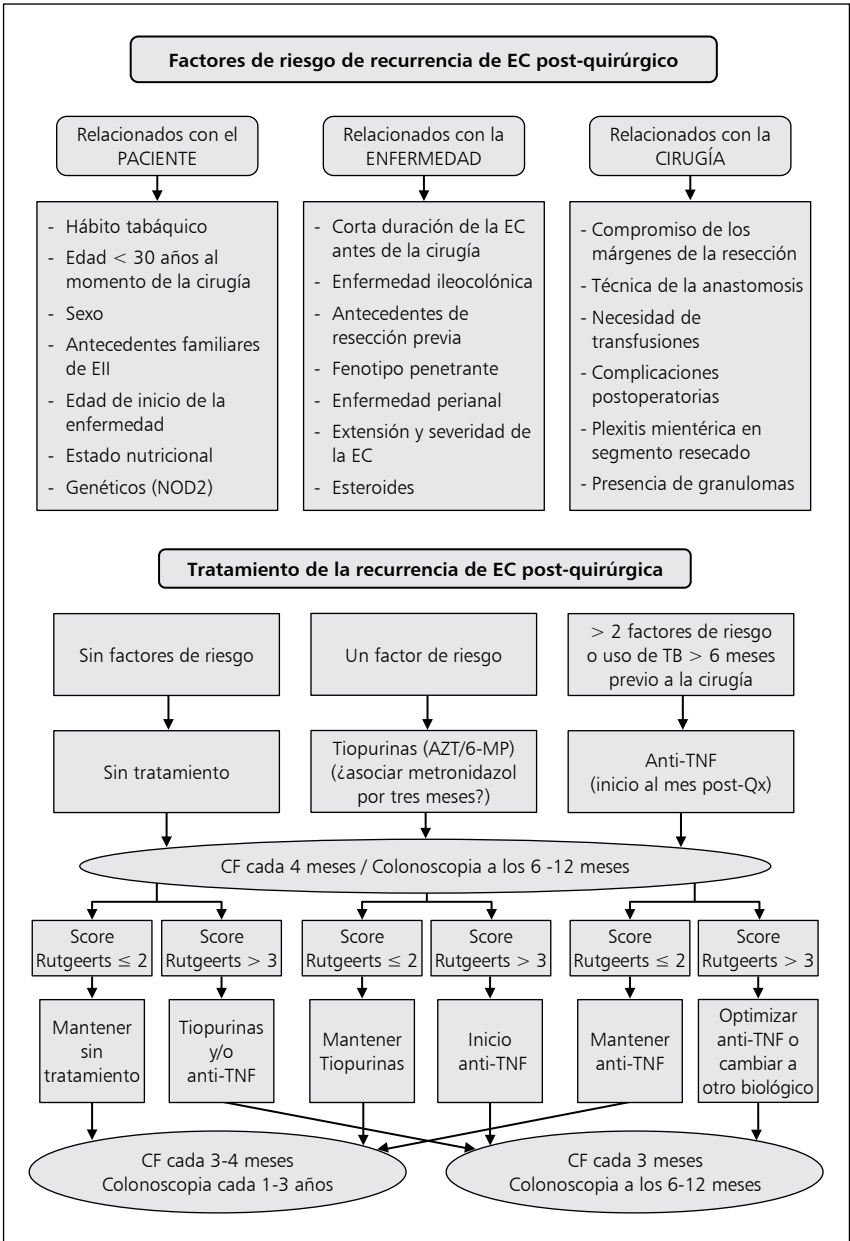 Factores de riesgo de recurrencia de EC post-quirúrgico
Relacionados con el
PACIENTE
- Hábito tabáquico
- Edad < 30 años al
momento de la cirugía
- Sexo
- Antecedentes familiares
de EII
- Edad de inicio de la
enfermedad
- Estado nutricional
- Genéticos (NOD2)
Relacionados con la
ENFERMEDAD
- Corta duración de la EC
antes de la cirugía
- Enfermedad ileocolónica
- Antecedentes de
resección previa
- Fenotipo penetrante
- Enfermedad perianal
- Extensión y severidad de
la EC
- Esteroides
Relacionados con la
CIRUGÍA
- Compromiso de los
márgenes de la resección
- Técnica de la anastomosis
- Necesidad de
transfusiones
- Complicaciones
postoperatorias
- Plexitis mientérica en
segmento resecado
- Presencia de granulomas
Tratamiento de la recurrencia de EC post-quirúrgica
Sin factores de riesgo
Un factor de riesgo
> 2 factores de riesgo
o uso de TB > 6 meses
previo a la cirugía
Sin tratamiento
Tiopurinas (AZT/6-MP)
(¿asociar metronidazol
por tres meses?)
Anti-TNF
(inicio al mes post-Qx)
CF cada 4 meses / Colonoscopia a los 6 -12 meses
Score
Rutgeerts ≤ 2
Score
Rutgeerts > 3
Score
Rutgeerts ≤ 2
Score
Rutgeerts > 3
Score
Rutgeerts ≤ 2
Score
Rutgeerts > 3
Mantener
sin
tratamiento
Tiopurinas
y/o
anti-TNF
Mantener
Tiopurinas
Inicio
anti-TNF
Mantener
anti-TNF
Optimizar
anti-TNF o
cambiar a
otro biológico
CF cada 3-4 meses
Colonoscopia cada 1-3 años
CF cada 3 meses
Colonoscopia a los 6-12 meses